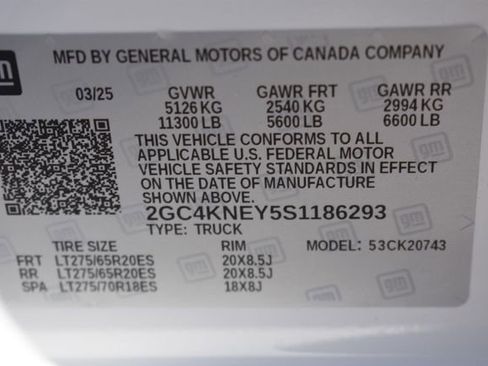 gm MFD BY GENERAL MOTORS OF CANADA COMPANY
03/25 GVWR GAWR FRT GAWR RR
5126 KG 2540 KG 2994 KG
11300 LB 5600 LB 6600 LB
THIS VEHICLE CONFORMS TO ALL
APPLICABLE U.S. FEDERAL MOTOR
VEHICLE SAFETY STANDARDS IN EFFECT
ON THE DATE OF MANUFACTURE
SHOWN ABOVE.
2GC4KNEY5S1186293
TYPE: TRUCK MODEL: 53CK20743
TIRE SIZE RIM
FRT LT275/65R20ES 20X8.5J
RR LT275/65R20ES 20X8.5J
SPA LT275/70R18ES 18X8J